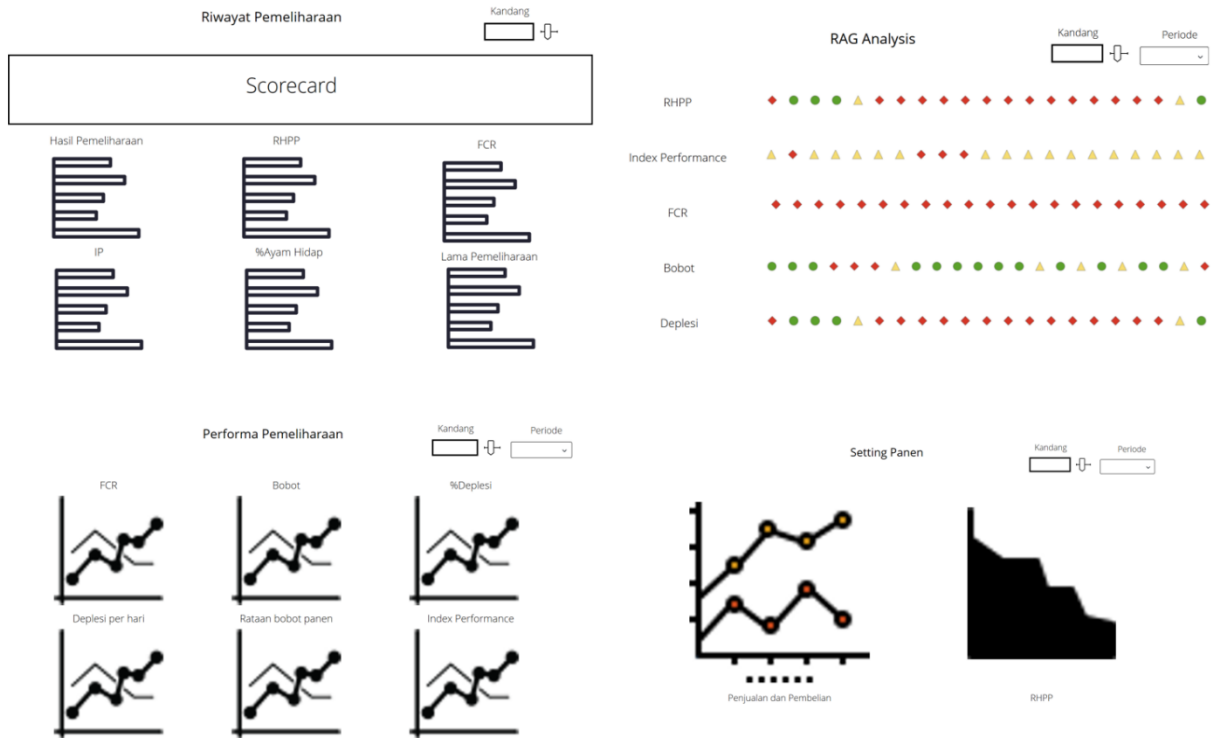 Riwayat Pemeliharaan
Kandang
Scorecard
Hasil Pemeliharaan
RHPP
FCR
IP
%Ayam Hidap
Lama Pemeliharaan
RAG Analysis
Kandang
Periode
RHPP
Index Performance
FCR
Bobot
Deplesi
Performa Pemeliharaan
Kandang
Periode
FCR
Bobot
%Deplesi
Deplesi per hari
Rataan bobot panen
Index Performance
Setting Panen
Kandang
Periode
Penjualan dan Pembelian
RHPP